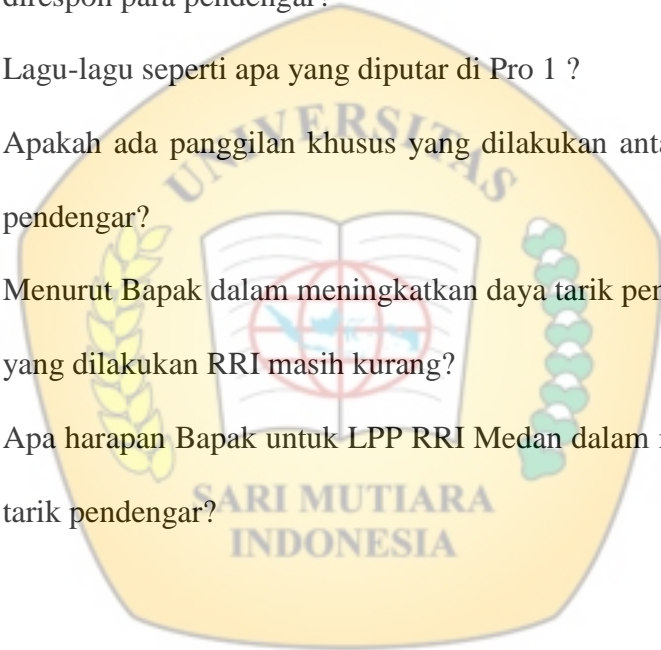 direspon para pendengar?
Lagu-lagu seperti apa yang diputar di Pro 1 ?
Apakah ada panggilan khusus yang dilakukan
pendengar?
Menurut Bapak dalam meningkatkan daya tarik
yang dilakukan RRI masih kurang?
Apa harapan Bapak untuk LPP RRI Medan dalam
tarik pendengar?
UNIVERSITAS
SARI MUTIARA
INDONESIA